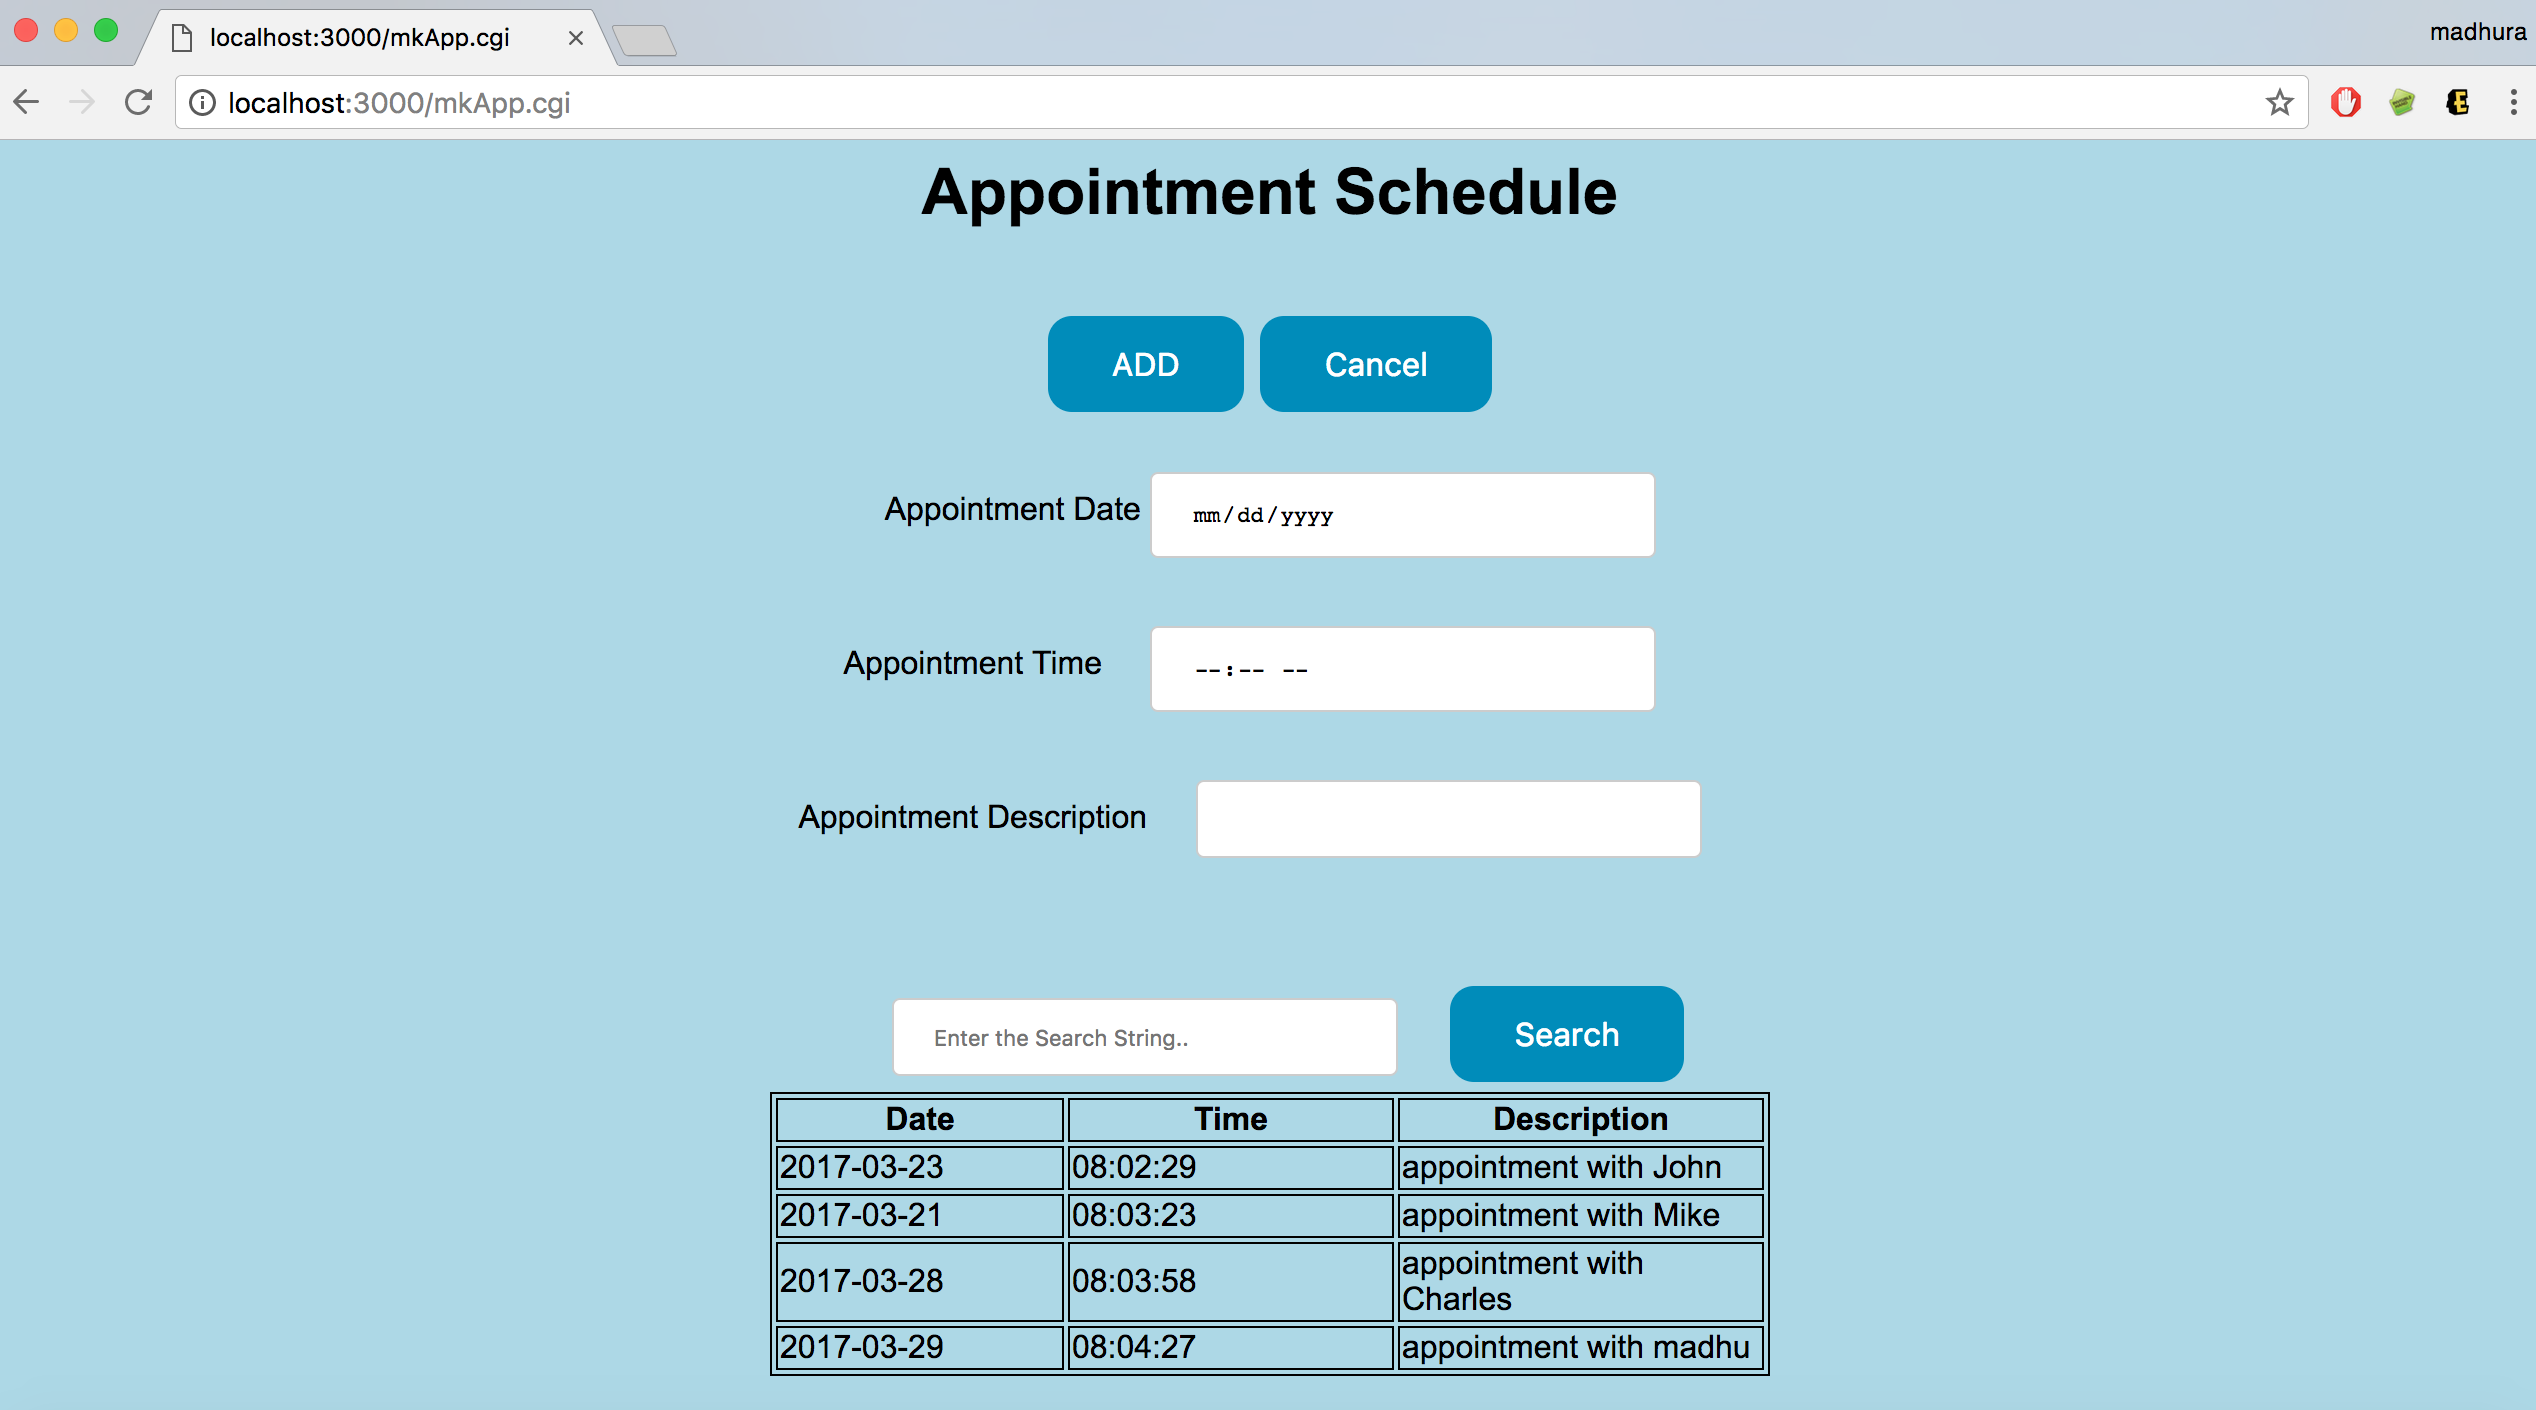 localhost:3000/mkApp.cgi
madhura
localhost:3000/mkApp.cgi
Appointment Schedule
ADD Cancel
Appointment Date mm/dd/yyyy
Appointment Time --:-- --
Appointment Description
Enter the Search String.. Search
Date Time Description
2017-03-23 08:02:29 appointment with John
2017-03-21 08:03:23 appointment with Mike
2017-03-28 08:03:58 appointment with
Charles
2017-03-29 08:04:27 appointment with madhu